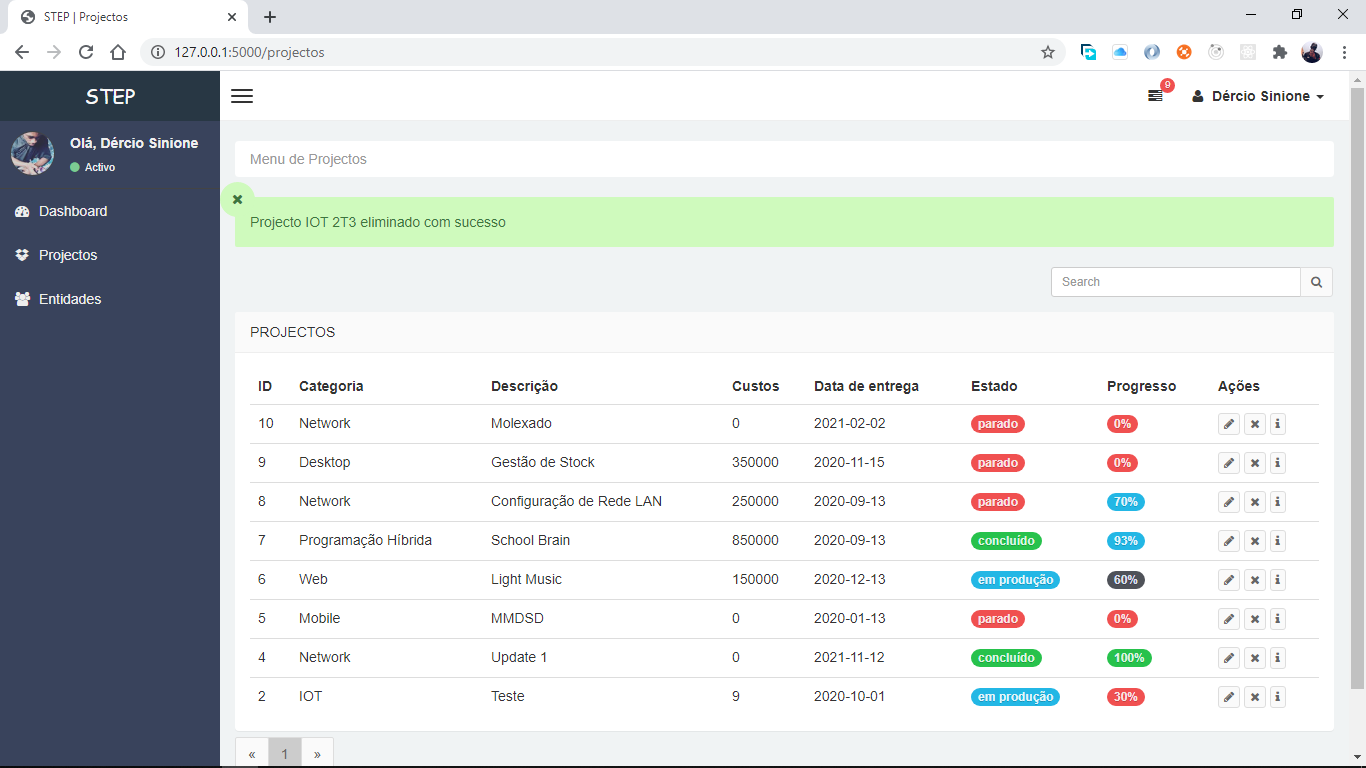 STEP | Projectos
127.0.0.1:5000/projectos
STEP
9
Dércio Sinione
Olá, Dércio Sinione
Activo
Dashboard
Projectos
Entidades
Menu de Projectos
Projecto IOT 2T3 eliminado com sucesso
Search
PROJECTOS
ID Categoria Descrição Custos Data de entrega Estado Progresso Ações
10 Network Molexado 0 2021-02-02 parado 0%
9 Desktop Gestão de Stock 350000 2020-11-15 parado 0%
8 Network Configuração de Rede LAN 250000 2020-09-13 parado 70%
7 Programação Híbrida School Brain 850000 2020-09-13 concluído 93%
6 Web Light Music 150000 2020-12-13 em produção 60%
5 Mobile MMDSD 0 2020-01-13 parado 0%
4 Network Update 1 0 2021-11-12 concluído 100%
2 IOT Teste 9 2020-10-01 em produção 30%
« 1 »